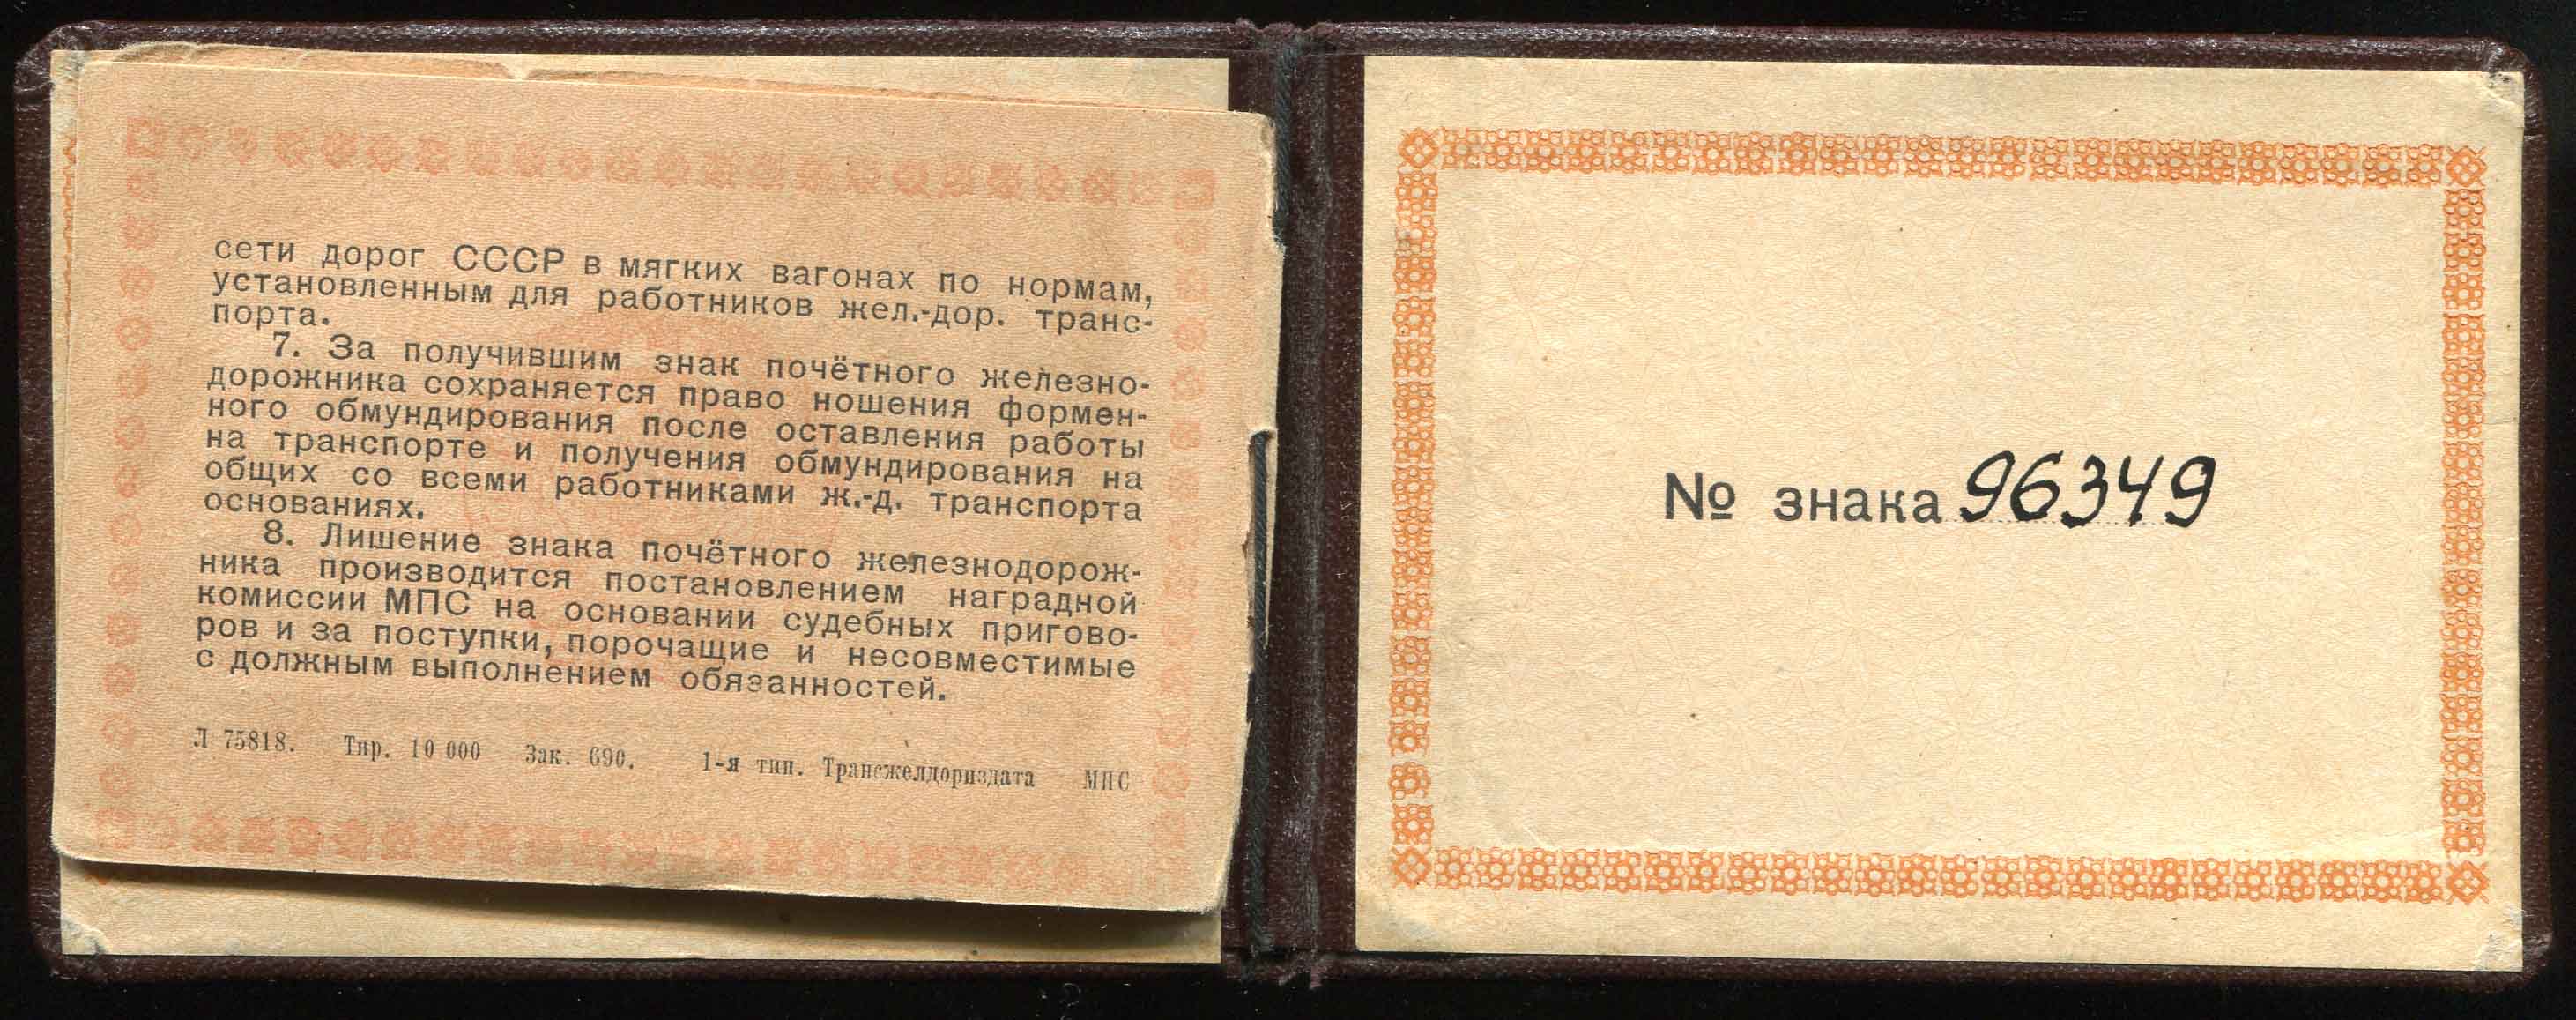 сети дорог СССР в мягких вагонах по нормам,
установленным для работников жел.-дор. транс-
порта.
7. За получившим знак почётного железно-
дорожника сохраняется право ношения формен-
ного обмундирования после оставления работы
на транспорте и получения обмундирования на
общих со всеми работниками ж.-д. транспорта
основаниях.
8. Лишение знака почётного железнодорож-
ника производится постановлением наградной
комиссии МПС на основании судебных пригово-
ров и за поступки, порочащие и несовместимые
с должным выполнением обязанностей.
Л 75818. Тир. 10 000 Зак. 690. 1-я тип. Трансжелдориздата МПС
№ знака 96349